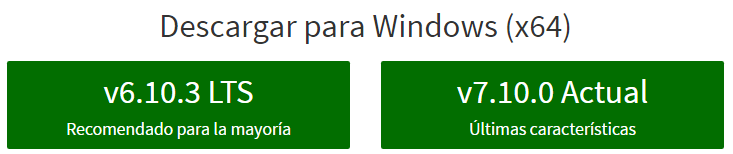 Descargar para Windows (x64)
v6.10.3 LTS
Recomendado para la mayoría
v7.10.0 Actual
Últimas características